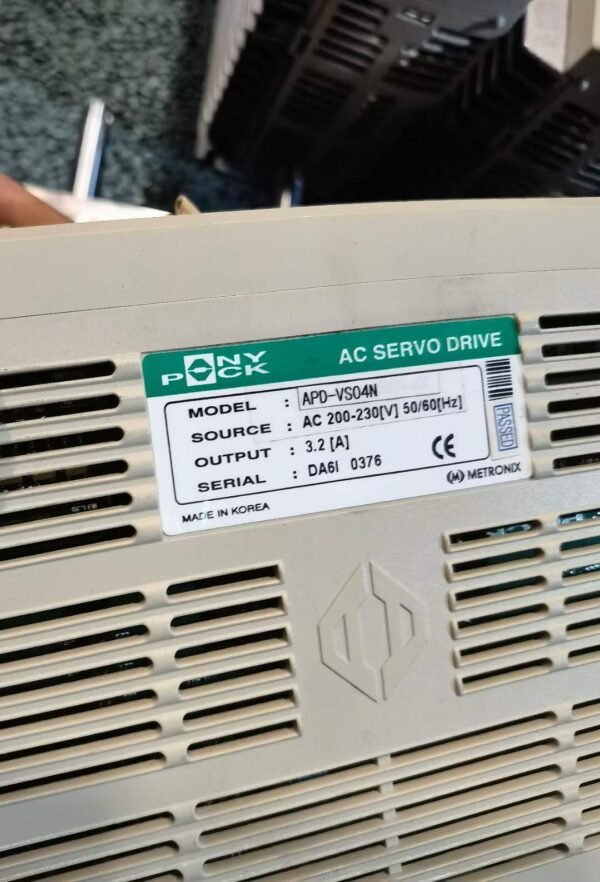 PONY
POCK
AC SERVO DRIVE
MODEL : APD-VS04N
SOURCE : AC 200-230[V] 50/60[Hz]
OUTPUT : 3.2 [A]
SERIAL : DA6I 0376
CE
PASSED
METRONIX
MADE IN KOREA